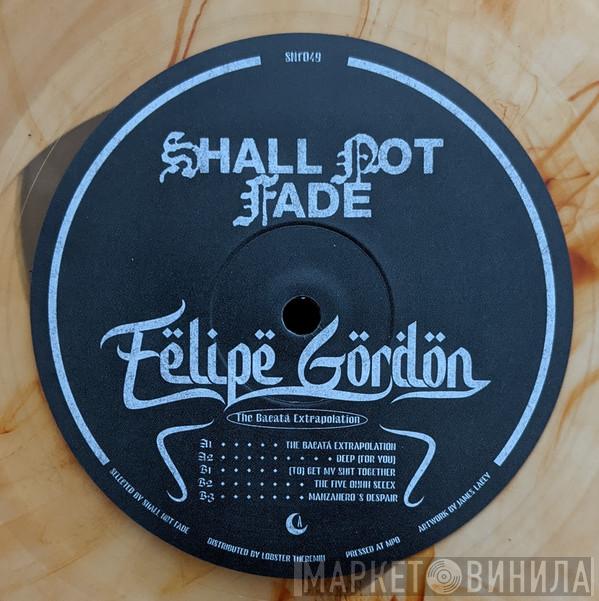 SNF049
SHALL NOT
FADE
Fëlipë Gördön
The Bacatá Extrapolation
A1 THE BACATÁ EXTRAPOLATION
A2 DEEP (FOR YOU)
B1 (TO) GET MY SHIT TOGETHER
B2 THE FIVE OHHH SEEEX
B3 MANZANERO'S DESPAIR
SELECTED BY SHALL NOT FADE
DISTRIBUTED BY LOBSTER THEREMIN
PRESSED AT MPO
ARTWORK BY JAMES LACEY
A
МАРКЕТ ВИНИЛА